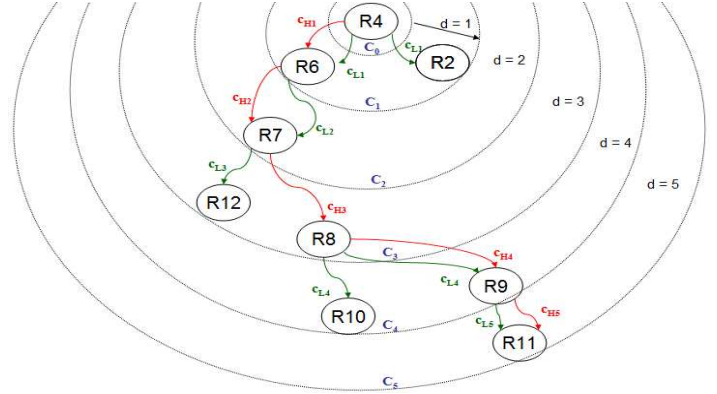 R4
d = 1
cH1
C0
cL1
cL1
R6
R2
d = 2
cH2
C1
d = 3
cL2
R7
d = 4
cL3
C2
d = 5
R12
cH3
R8
C3
cH4
cL4
cL4
R9
R10
C4
cL5
cH5
R11
C5